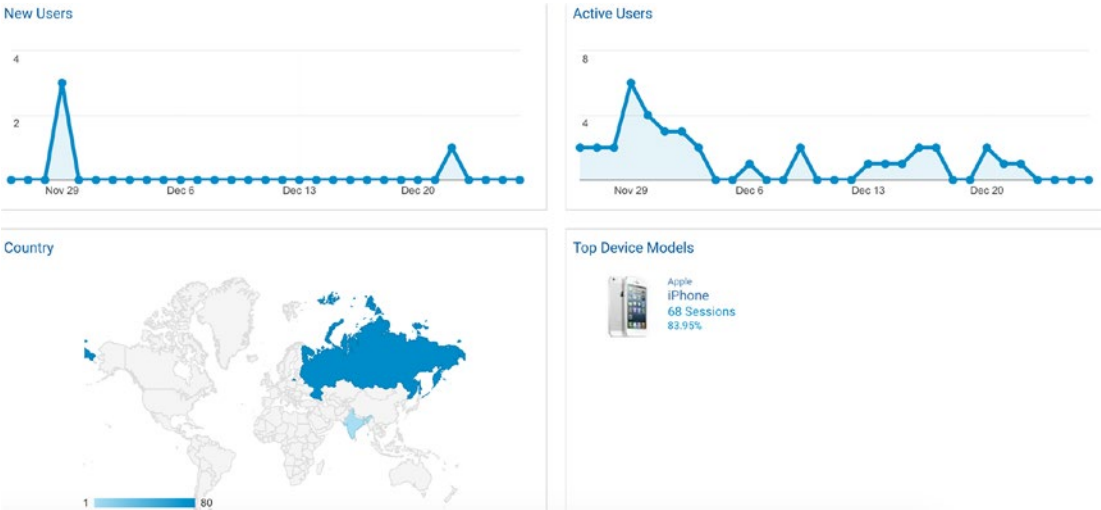 New Users
4
2
Nov 29 Dec 6 Dec 13 Dec 20
Active Users
8
4
Nov 29 Dec 6 Dec 13 Dec 20
Country
1 80
Top Device Models
Apple
iPhone
68 Sessions
83.95%